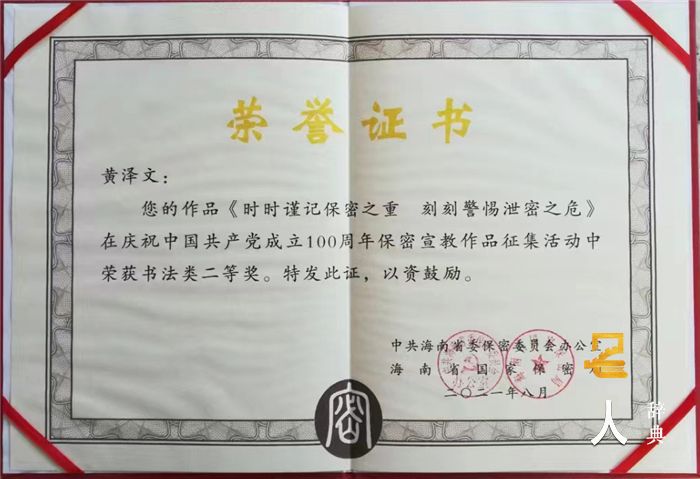 荣誉证书
黄泽文：
您的作品《时时谨记保密之重 刻刻警惕泄密之危》
在庆祝中国共产党成立100周年保密宣教作品征集活动中
荣获书法类二等奖。特发此证，以资鼓励。
中共海南省委保密委员会办公室
海南省国家保密
二〇二一年八月
名
人
辞典
密